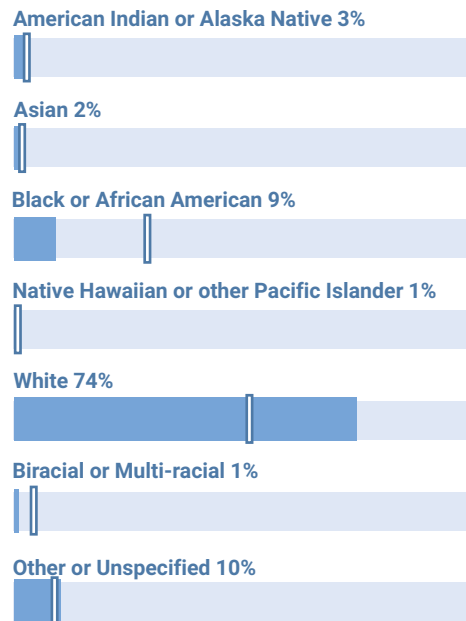 American Indian or Alaska Native 3%
Asian 2%
Black or African American 9%
Native Hawaiian or other Pacific Islander 1%
White 74%
Biracial or Multi-racial 1%
Other or Unspecified 10%